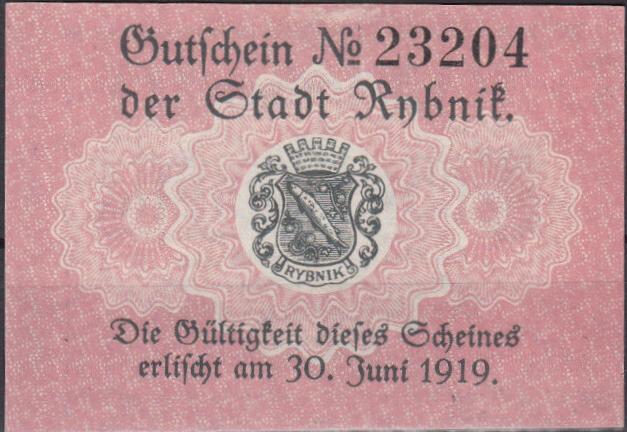 Gutschein № 23204
der Stadt Rybnik.
RYBNIK
Die Gültigkeit dieses Scheines
erlischt am 30. Juni 1919.